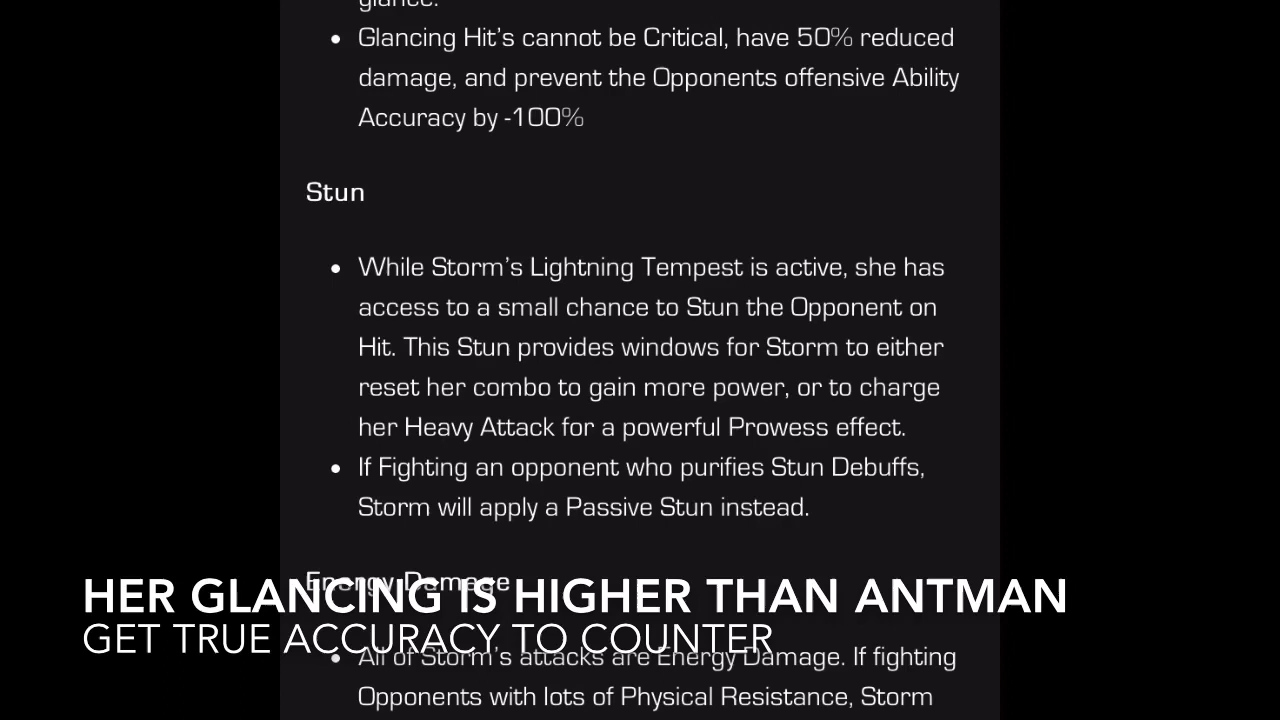 glance.
Glancing Hit's cannot be Critical, have 50% reduced
damage, and prevent the Opponents offensive Ability
Accuracy by -100%
Stun
While Storm's Lightning Tempest is active, she has
access to a small chance to Stun the Opponent on
Hit. This Stun provides windows for Storm to either
reset her combo to gain more power, or to charge
her Heavy Attack for a powerful Prowess effect.
If Fighting an opponent who purifies Stun Debuffs,
Storm will apply a Passive Stun instead.
Energy Damage
HER GLANCING IS HIGHER THAN ANTMAN
GET TRUE ACCURACY TO COUNTER
All of Storm's attacks are Energy Damage. If fighting
Opponents with lots of Physical Resistance, Storm